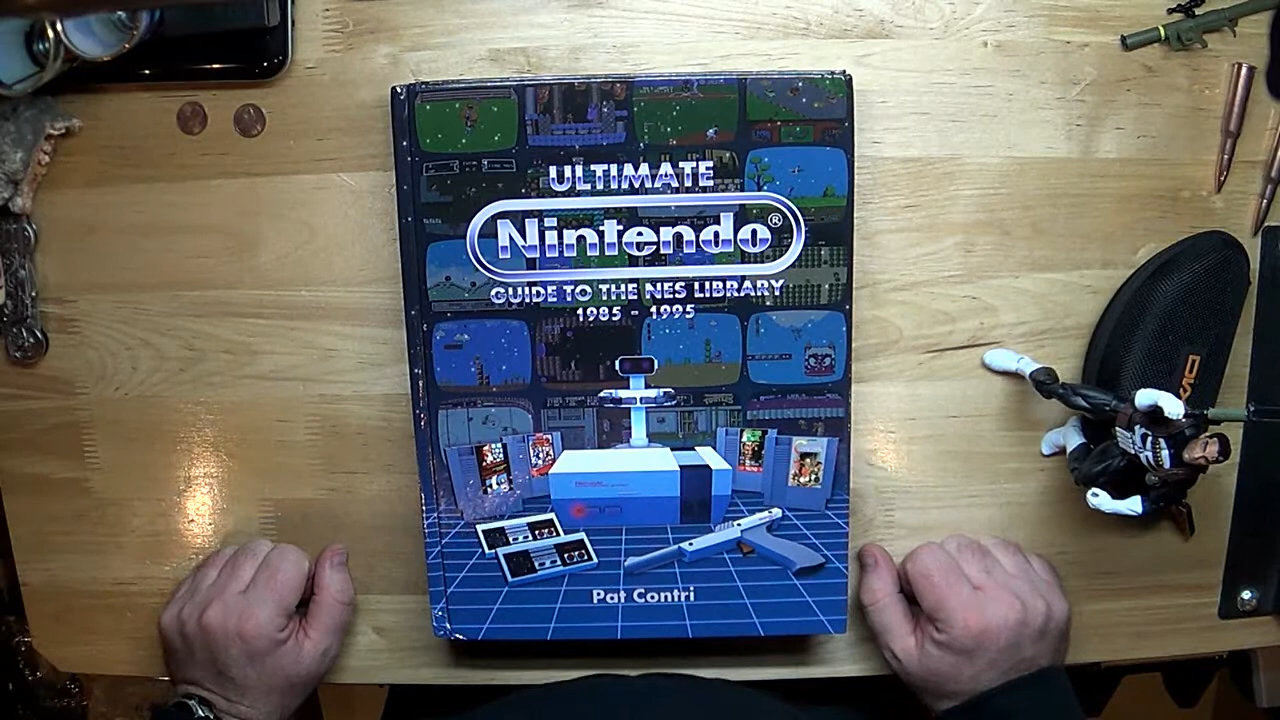 ULTIMATE
Nintendo®
GUIDE TO THE NES LIBRARY
1985 - 1995
Pat Contri